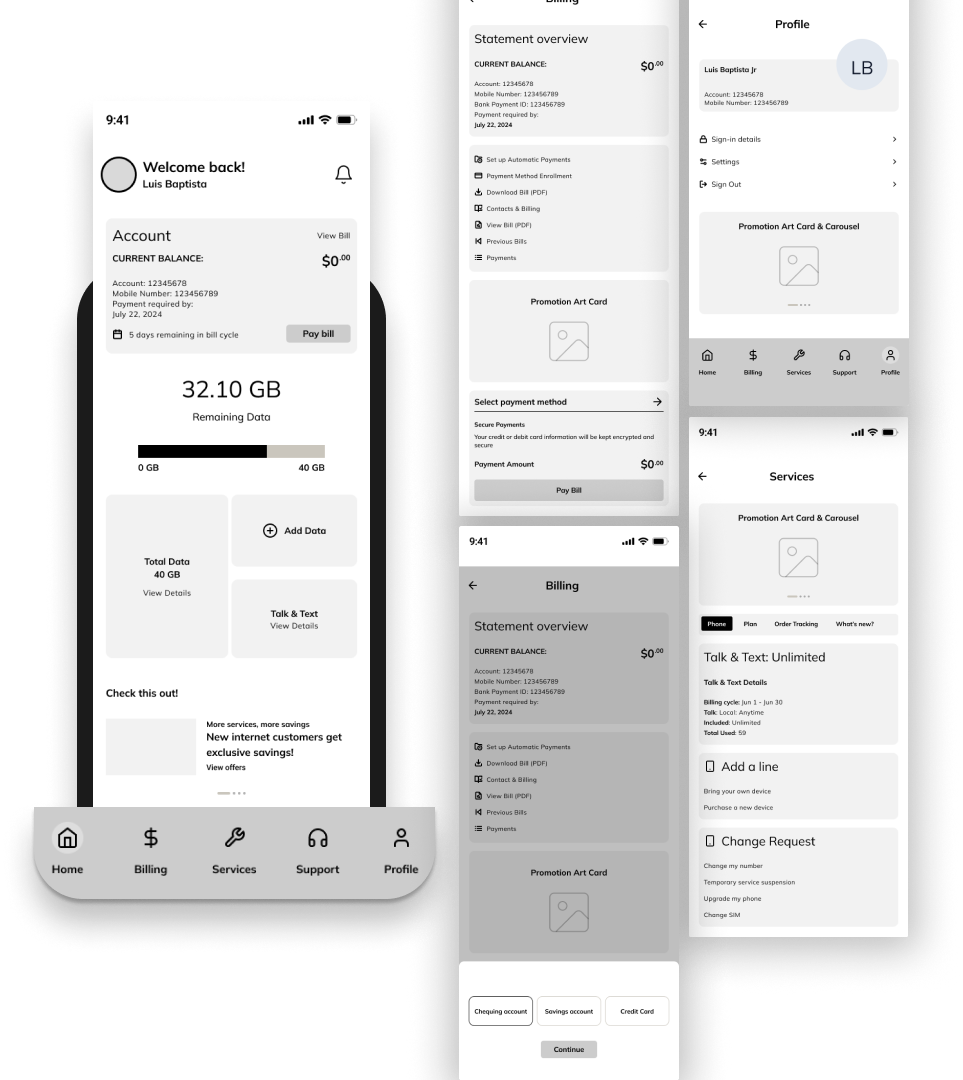 9:41
Welcome back!
Luis Baptista
Account
View Bill
CURRENT BALANCE:
$0.00
Account: 12345678
Mobile Number: 123456789
Payment required by:
July 22, 2024
5 days remaining in bill cycle
Pay bill
32.10 GB
Remaining Data
0 GB
40 GB
Total Data
40 GB
View Details
Add Data
Talk & Text
View Details
Check this out!
More services, more savings
New internet customers get
exclusive savings!
View offers
Home
Billing
Services
Support
Profile
Billing
Statement overview
CURRENT BALANCE:
$0.00
Account: 12345678
Mobile Number: 123456789
Bank Payment ID: 123456789
Payment required by:
July 22, 2024
Set up Automatic Payments
Payment Method Enrollment
Download Bill (PDF)
Contacts & Billing
View Bill (PDF)
Previous Bills
Payments
Promotion Art Card
Select payment method
Secure Payments
Your credit or debit card information will be kept encrypted and
secure
Payment Amount
$0.00
Pay Bill
9:41
Billing
Statement overview
CURRENT BALANCE:
$0.00
Account: 12345678
Mobile Number: 123456789
Bank Payment ID: 123456789
Payment required by:
July 22, 2024
Set up Automatic Payments
Download Bill (PDF)
Contact & Billing
View Bill (PDF)
Previous Bills
Payments
Promotion Art Card
Chequing account
Savings account
Credit Card
Continue
Profile
LB
Luis Baptista Jr
Account: 12345678
Mobile Number: 123456789
Sign-in details
Settings
Sign Out
Promotion Art Card & Carousel
Home
Billing
Services
Support
Profile
9:41
Services
Promotion Art Card & Carousel
Phone
Plan
Order Tracking
What's new?
Talk & Text: Unlimited
Talk & Text Details
Billing cycle: Jun 1 - Jun 30
Talk: Local: Anytime
Included: Unlimited
Total Used: 59
Add a line
Bring your own device
Purchase a new device
Change Request
Change my number
Temporary service suspension
Upgrade my phone
Change SIM